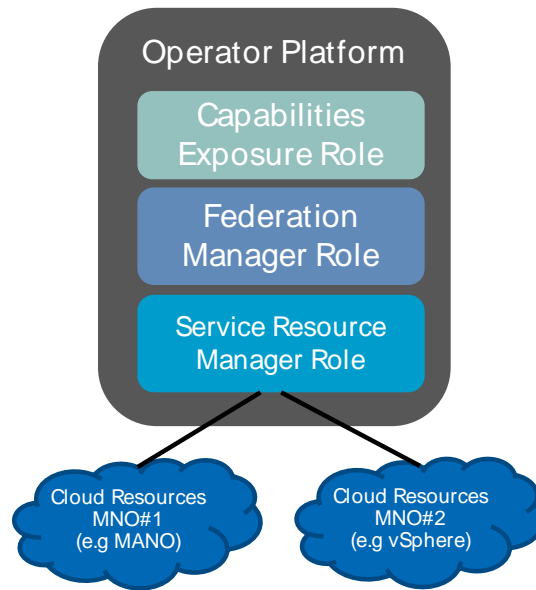 Operator Platform
Capabilities
Exposure Role
Federation
Manager Role
Service Resource
Manager Role
Cloud Resources
MNO#1
(e.g MANO)
Cloud Resources
MNO#2
(e.g vSphere)